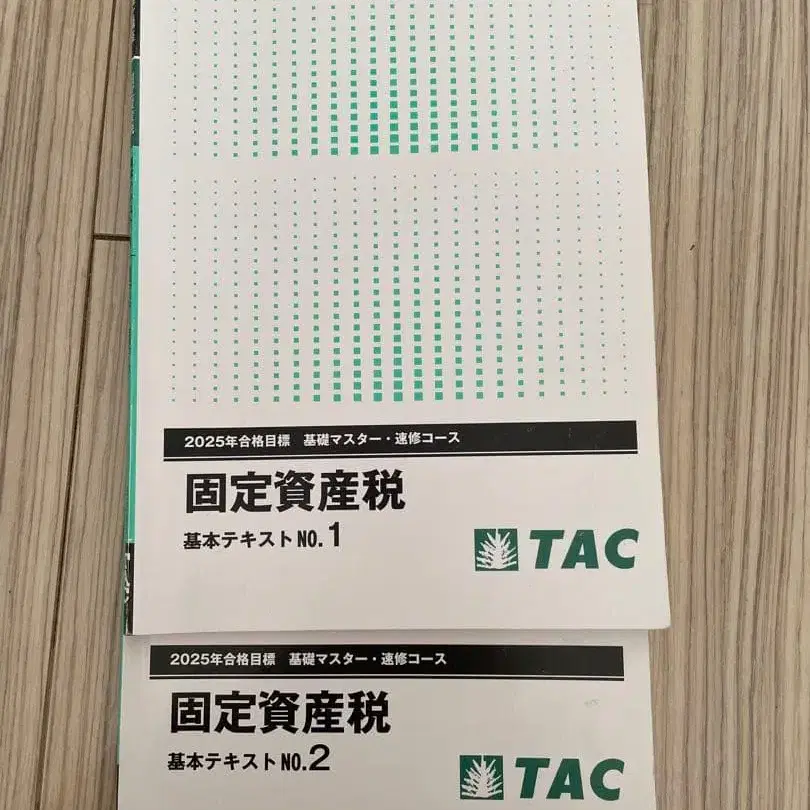 2025年合格目標 基礎マスター・速修コース
固定資産税
基本テキスト NO. 1
TAC
2025年合格目標 基礎マスター・速修コース
固定資産税
基本テキスト NO. 2
TAC